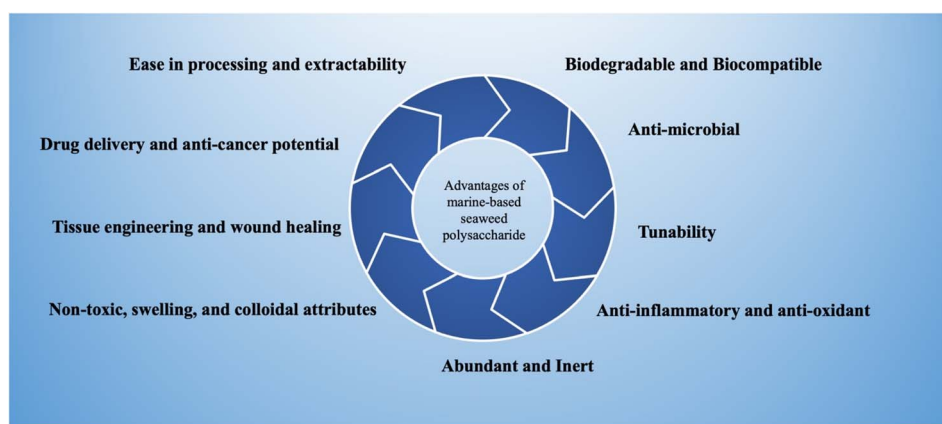 Ease in processing and extractability
Biodegradable and Biocompatible
Drug delivery and anti-cancer potential
Anti-microbial
Advantages of
marine-based
seaweed
polysaccharide
Tissue engineering and wound healing
Tunability
Non-toxic, swelling, and colloidal attributes
Anti-inflammatory and anti-oxidant
Abundant and Inert